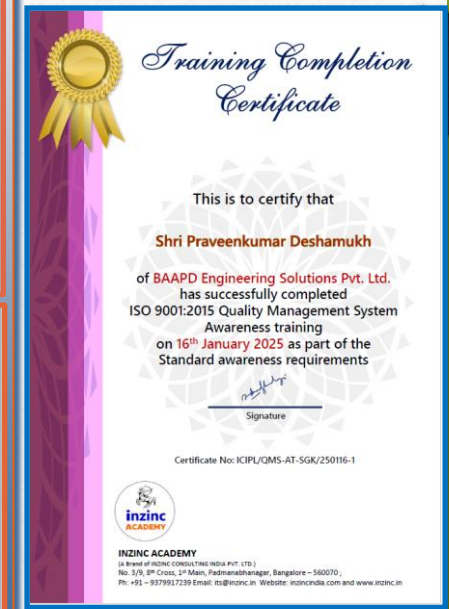 Training Completion
Certificate
This is to certify that
Shri Praveenkumar Deshamukh
of BAAPD Engineering Solutions Pvt. Ltd.
has successfully completed
ISO 9001:2015 Quality Management System
Awareness training
on 16th January 2025 as part of the
Standard awareness requirements
Signature
Certificate No: ICIPL/QMS-AT-SGK/250116-1
inzinc
ACADEMY
INZINC ACADEMY
(A Brand of INZINC CONSULTING INDIA PVT. LTD.)
No. 3/9, 8th Cross, 1st Main, Padmanabhanagar, Bangalore – 560070 ;
Ph: +91 – 9379917239 Email: its@inzinc.in Website: inzincindia.com and www.inzinc.in